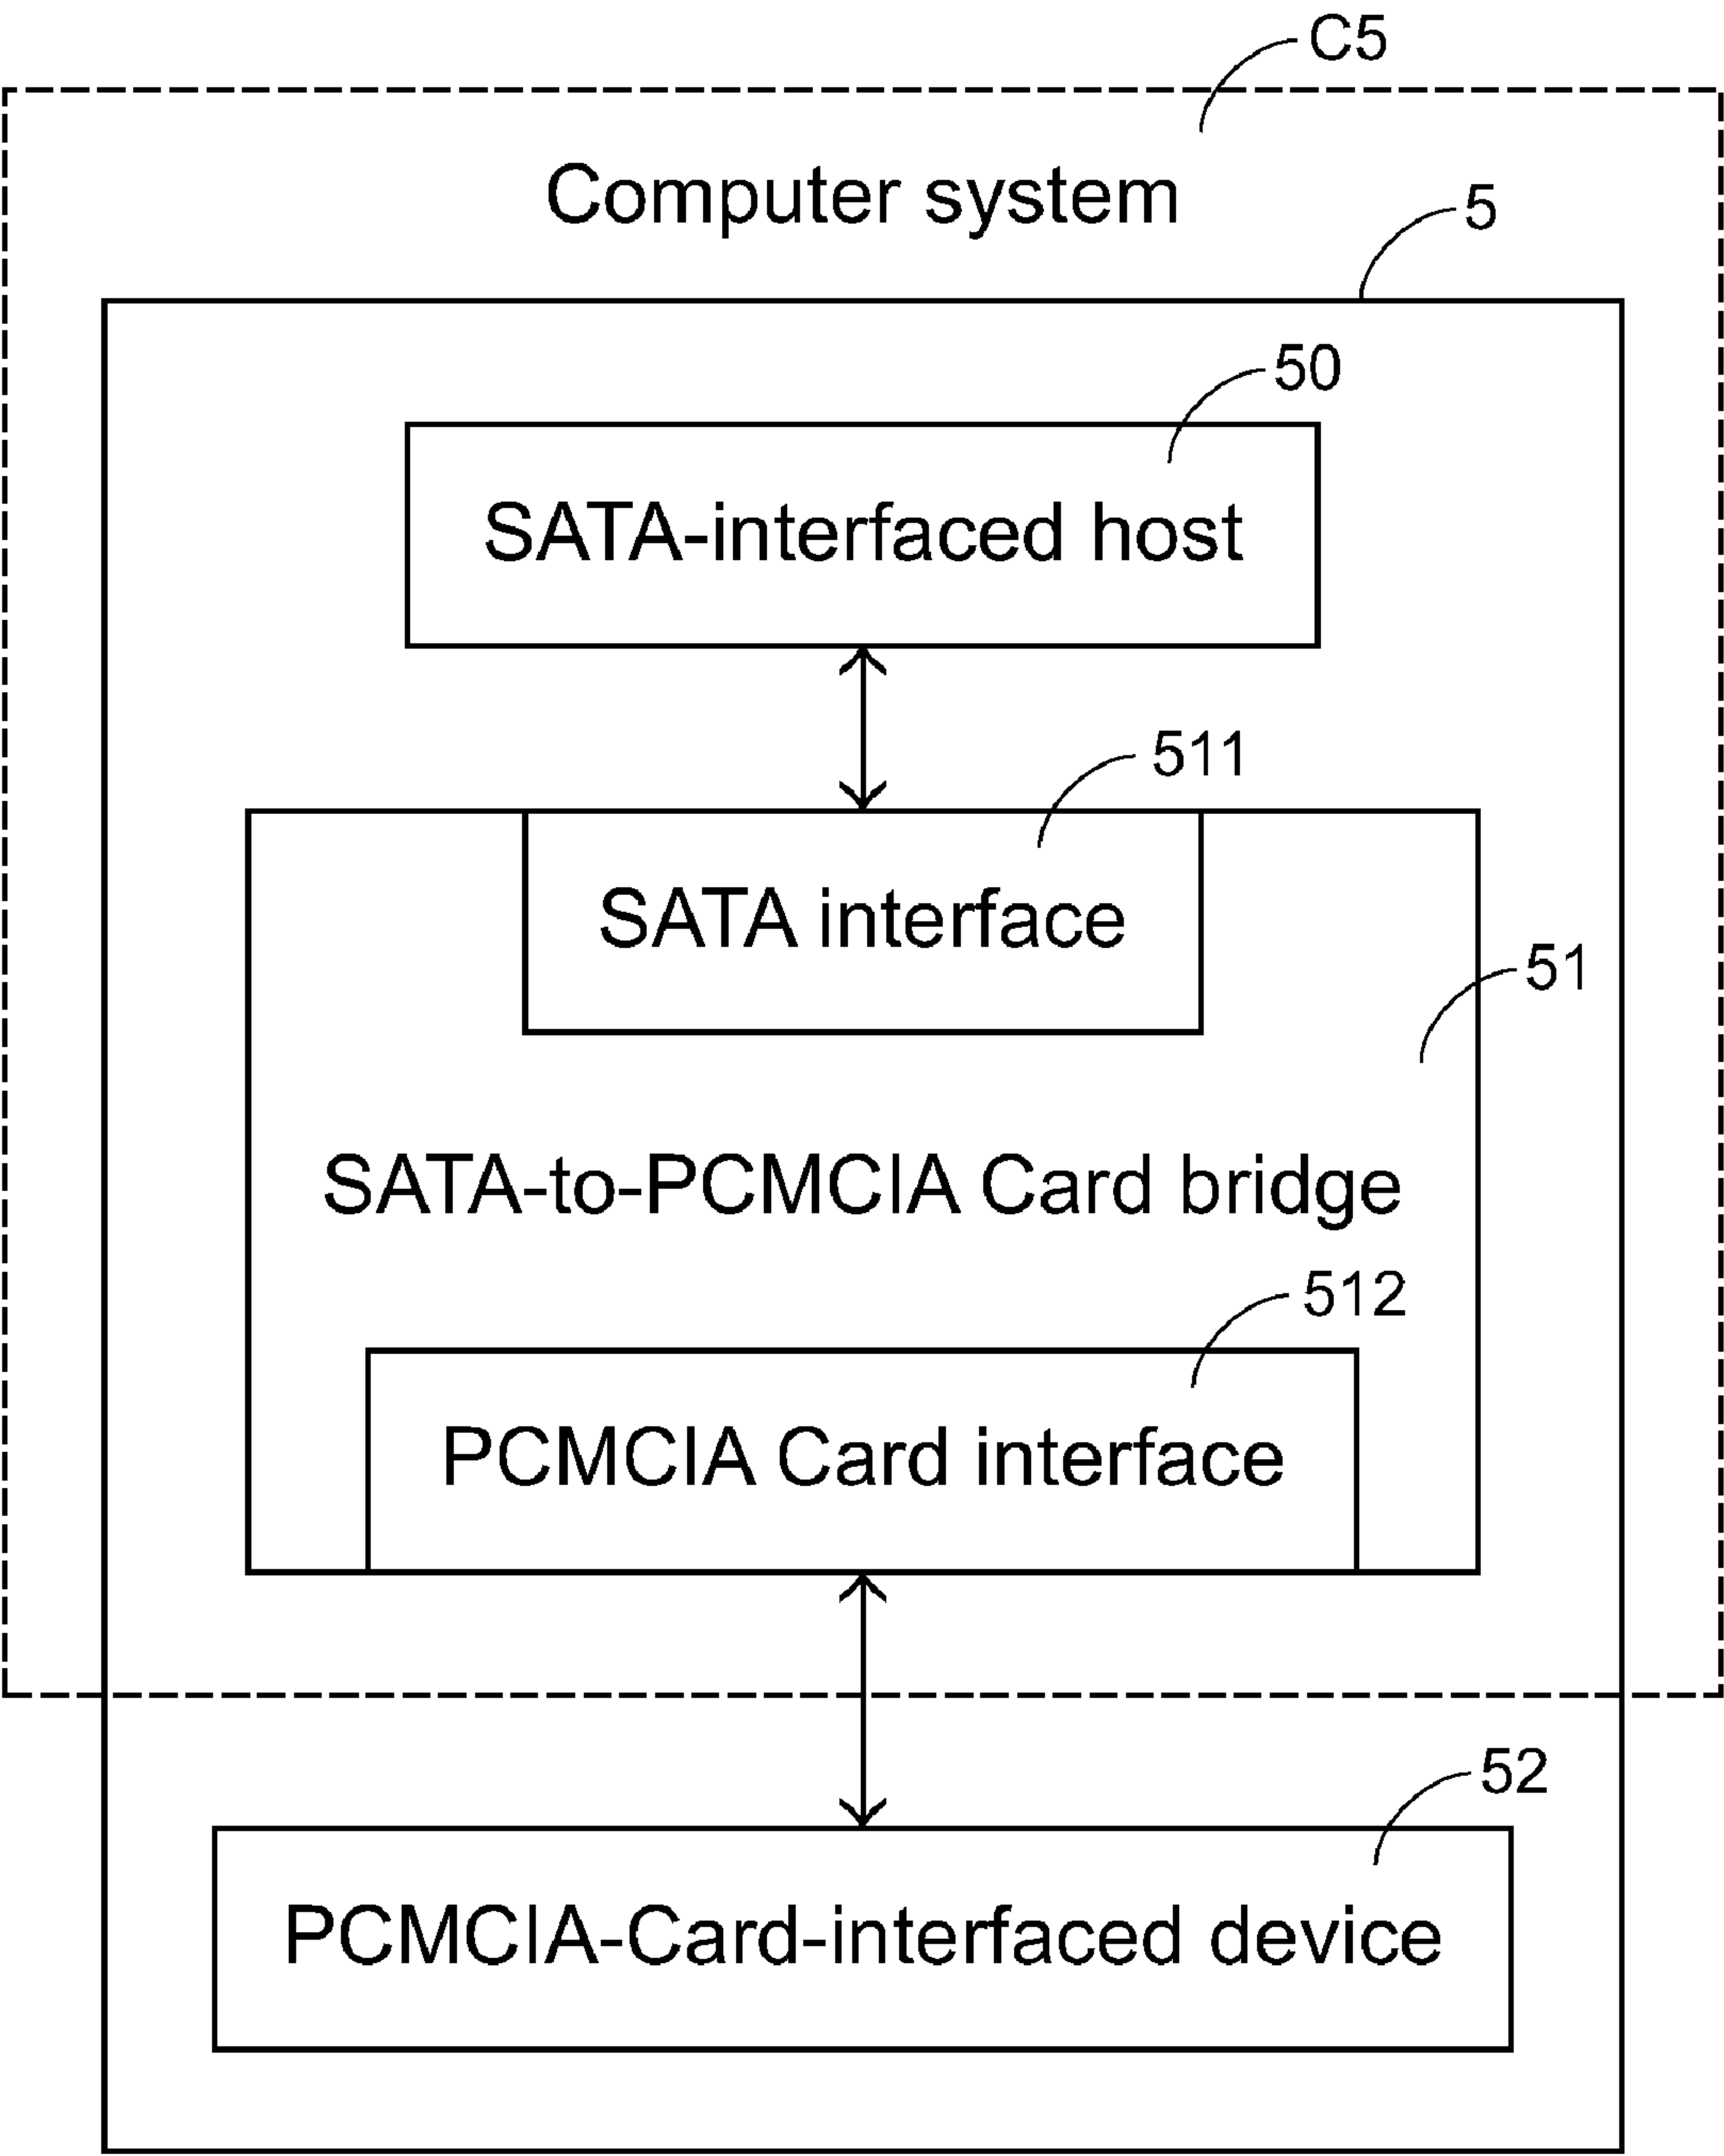 C5
Computer system
5
50
SATA-interfaced host
511
SATA interface
51
SATA-to-PCMCIA Card bridge
512
PCMCIA Card interface
52
PCMCIA-Card-interfaced device